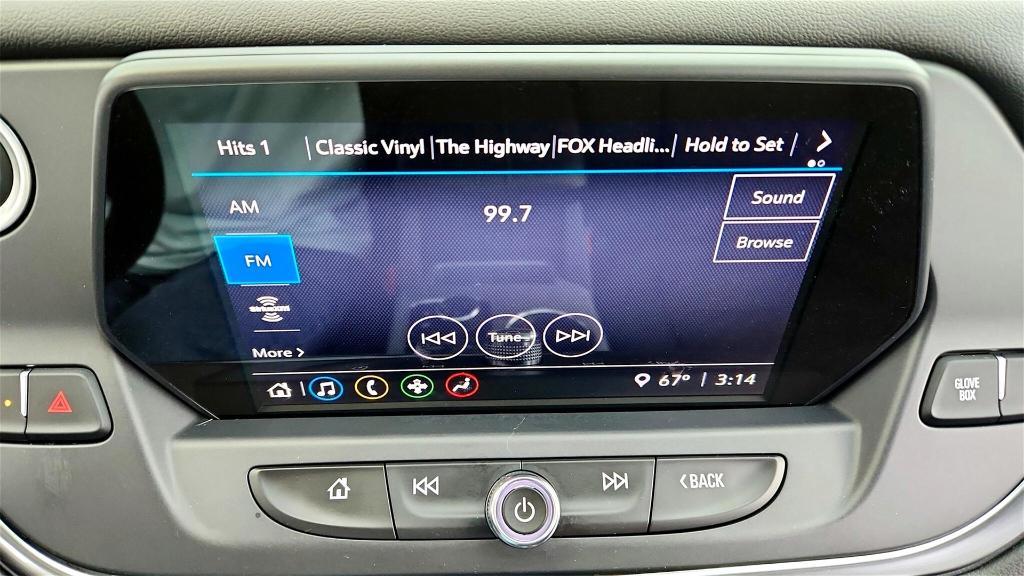 Hits 1 | Classic Vinyl | The Highway | FOX Headli... | Hold to Set |
AM
99.7
Sound
FM
Browse
SiriusXM
Tune
More
67° | 3:14
GLOVE BOX
BACK